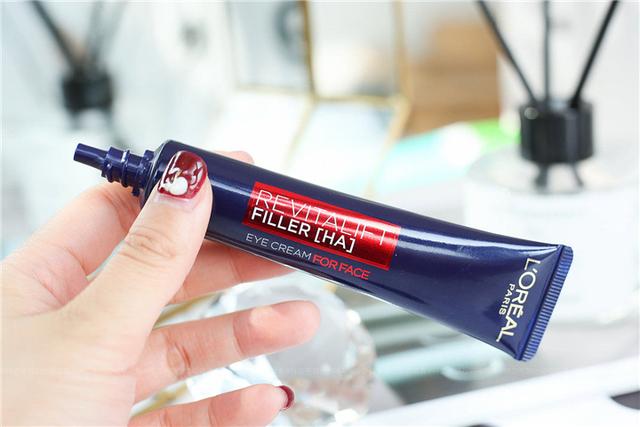 REVITALIFT
FILLER [HA]
EYE CREAM FOR FACE
L'ORÉAL
PARIS